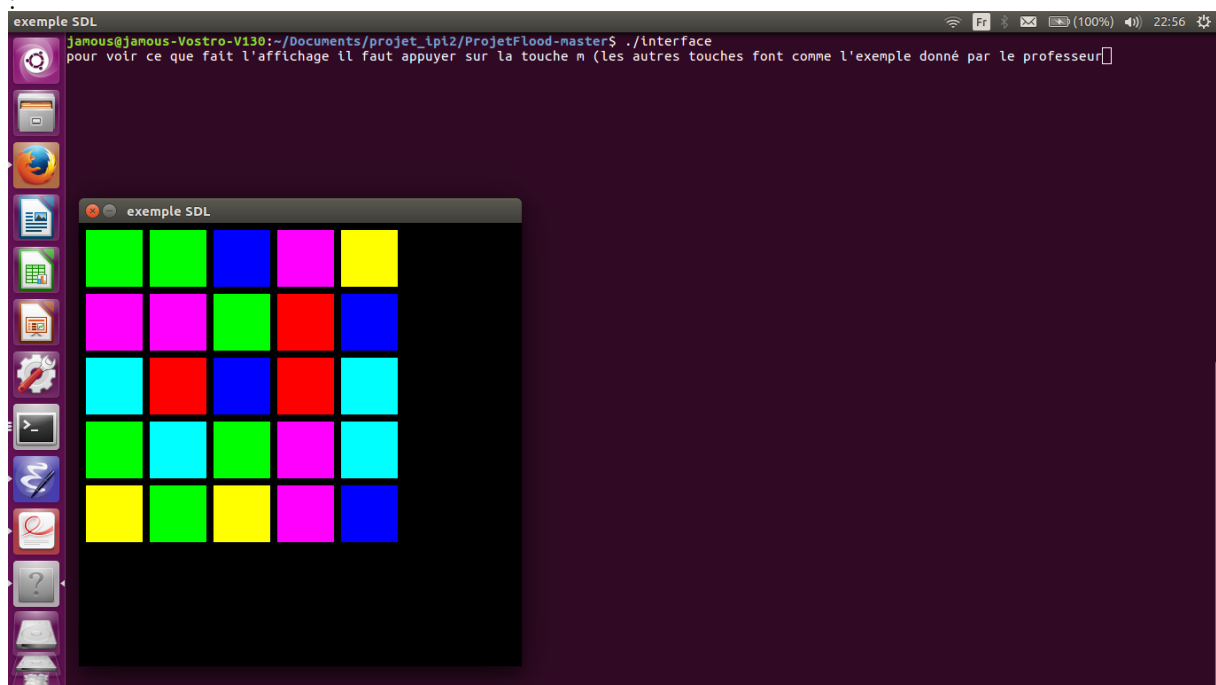 exemple SDL
Fr
(100%)
22:56
jamous@jamous-Vostro-V130:~/Documents/projet_ipi2/ProjetFlood-master$ ./interface
pour voir ce que fait l'affichage il faut appuyer sur la touche m (les autres touches font comme l'exemple donné par le professeur
exemple SDL